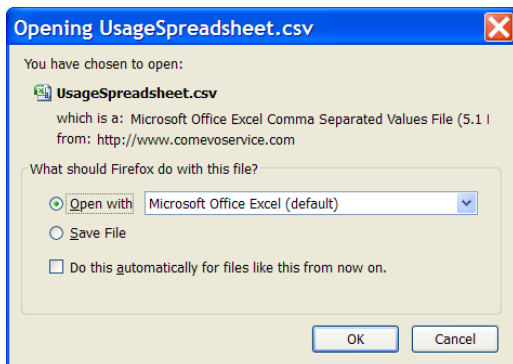 Opening UsageSpreadsheet.csv
You have chosen to open:
UsageSpreadsheet.csv
which is a: Microsoft Office Excel Comma Separated Values File (5.1
from: http://www.comevoservice.com
What should Firefox do with this file?
Open with Microsoft Office Excel (default)
Save File
Do this automatically for files like this from now on.
OK Cancel